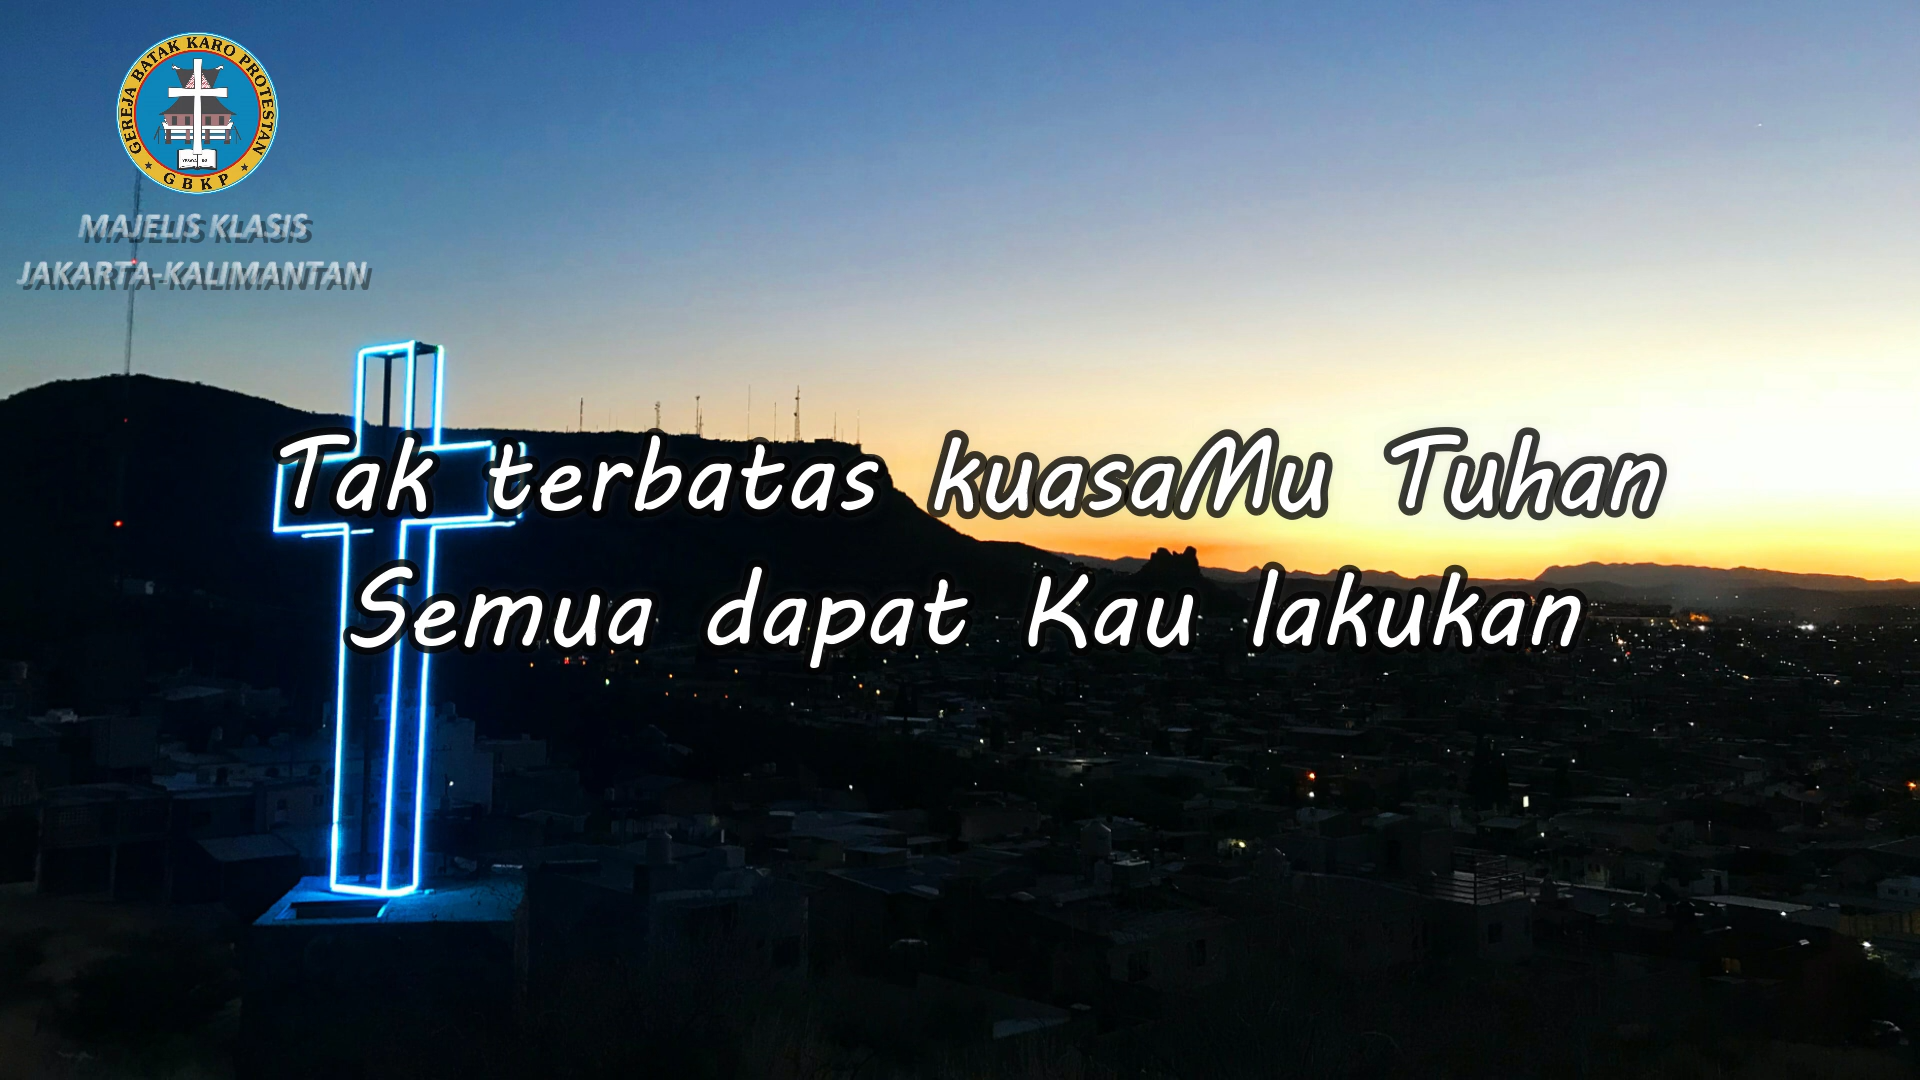 GEREJA BATAK KARO PROTESTAN
GBKP
MAJELIS KLASIS
JAKARTA-KALIMANTAN
Tak terbatas kuasaMu Tuhan
Semua dapat Kau lakukan